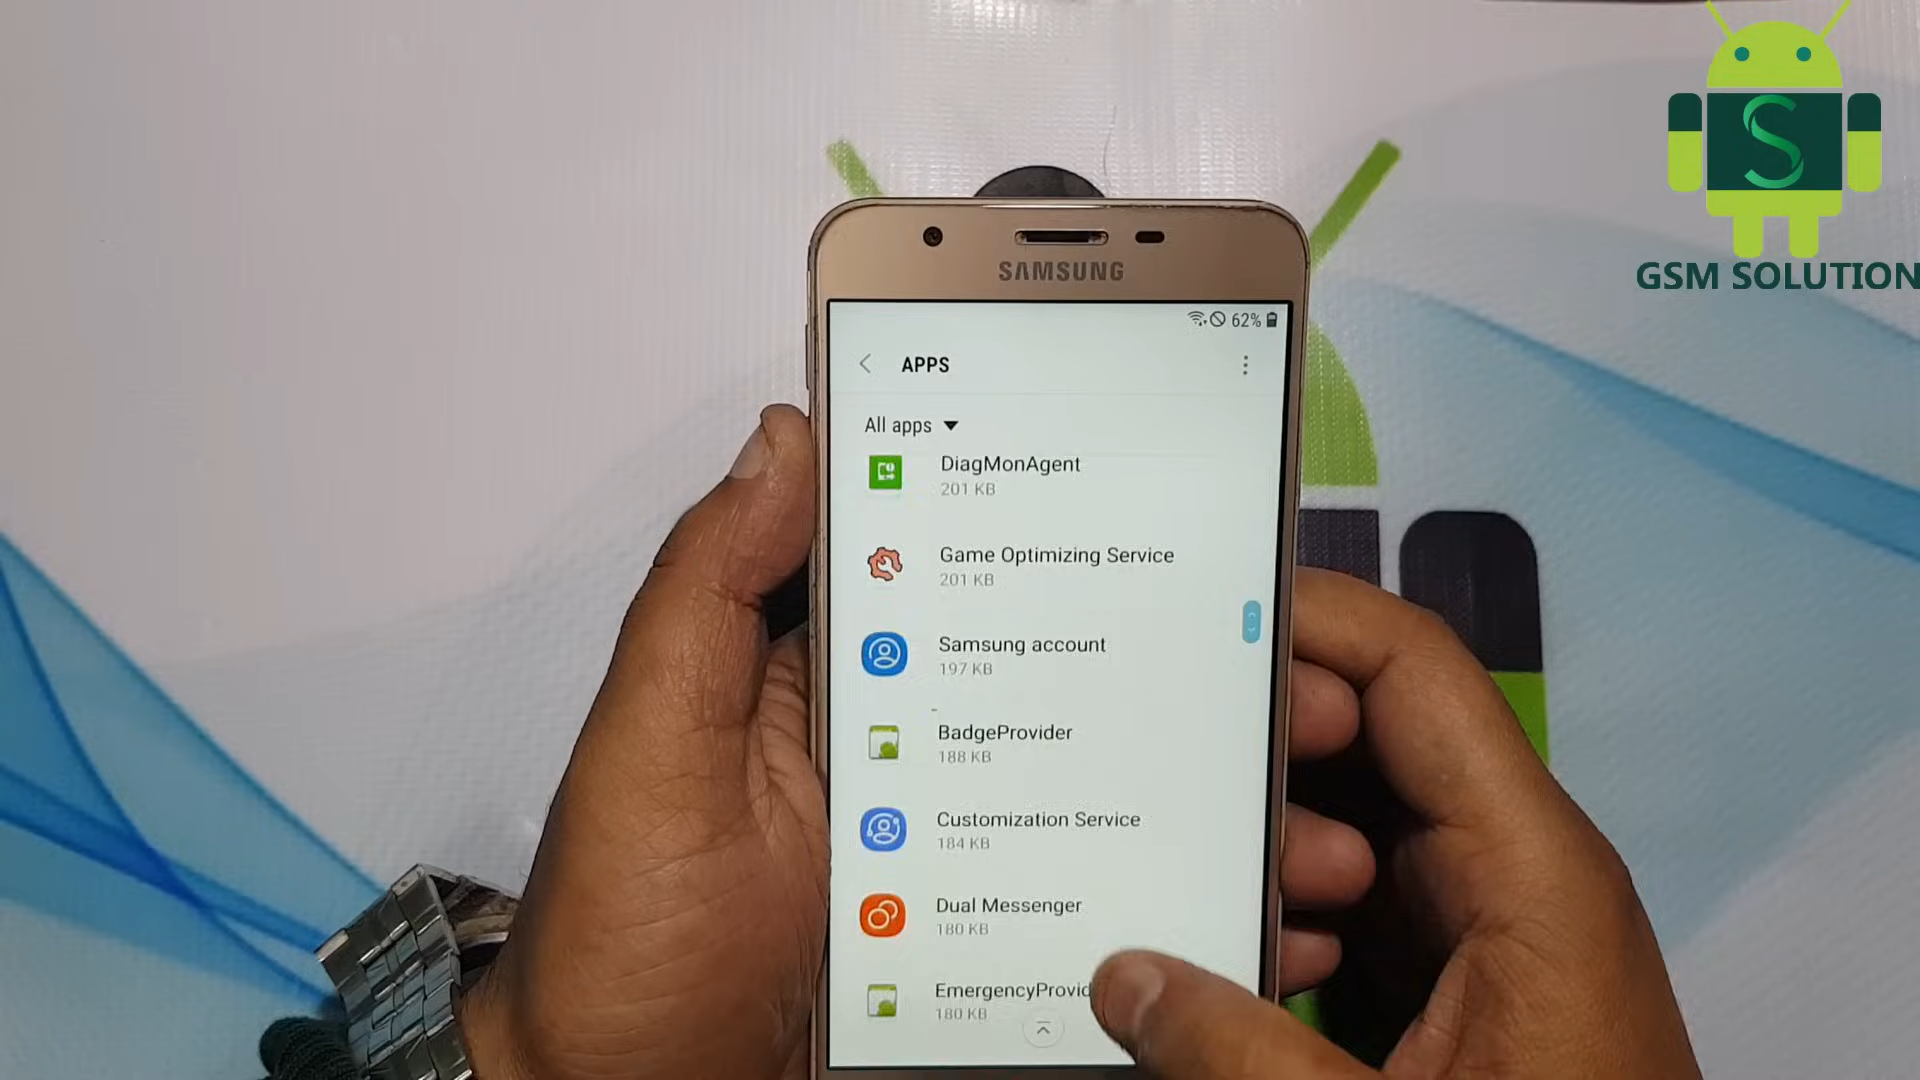 GSM SOLUTION
SAMSUNG
62%
APPS
All apps
DiagMonAgent
201 KB
Game Optimizing Service
201 KB
Samsung account
197 KB
BadgeProvider
188 KB
Customization Service
184 KB
Dual Messenger
180 KB
EmergencyProvid
180 KB